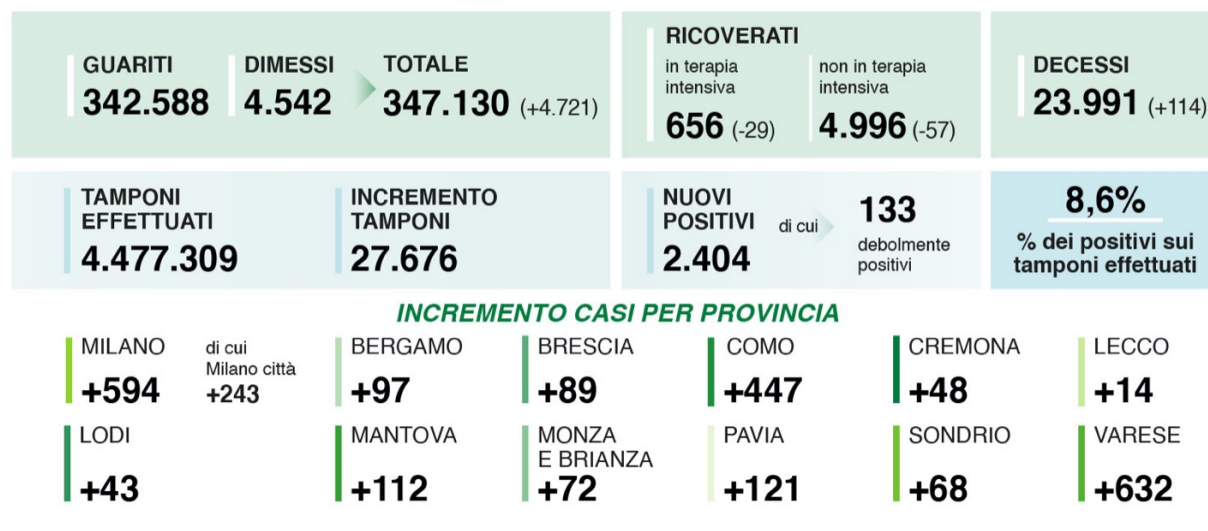 GUARITI
342.588
DIMESSI
4.542
TOTALE
347.130 (+4.721)
RICOVERATI
in terapia
intensiva
656 (-29)
non in terapia
intensiva
4.996 (-57)
DECESSI
23.991 (+114)
TAMPONI
EFFETTUATI
4.477.309
INCREMENTO
TAMPONI
27.676
NUOVI
POSITIVI
2.404
di cui
133
debolmente
positivi
8,6%
% dei positivi sui
tamponi effettuati
INCREMENTO CASI PER PROVINCIA
MILANO
+594
di cui
Milano città
+243
BERGAMO
+97
BRESCIA
+89
COMO
+447
CREMONA
+48
LECCO
+14
LODI
+43
MANTOVA
+112
MONZA
E BRIANZA
+72
PAVIA
+121
SONDRIO
+68
VARESE
+632